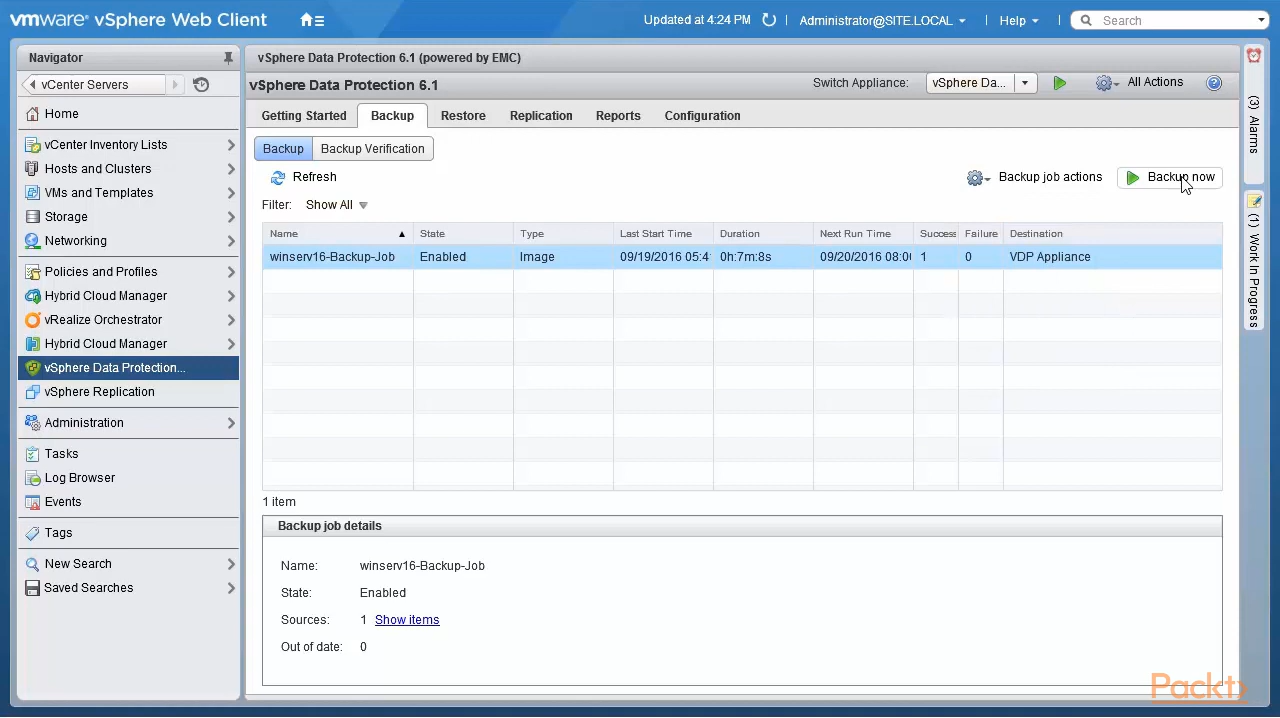 vmware® vSphere Web Client
Updated at 4:24 PM
Administrator@SITE.LOCAL
Help
Search
Navigator
vCenter Servers
Home
vCenter Inventory Lists
Hosts and Clusters
VMs and Templates
Storage
Networking
Policies and Profiles
Hybrid Cloud Manager
vRealize Orchestrator
Hybrid Cloud Manager
vSphere Data Protection...
vSphere Replication
Administration
Tasks
Log Browser
Events
Tags
New Search
Saved Searches
vSphere Data Protection 6.1 (powered by EMC)
vSphere Data Protection 6.1
Switch Appliance: vSphere Da... All Actions
Getting Started Backup Restore Replication Reports Configuration
Backup Backup Verification
Refresh Backup job actions Backup now
Filter: Show All
Name State Type Last Start Time Duration Next Run Time Success Failure Destination
winserv16-Backup-Job Enabled Image 09/19/2016 05:4 0h:7m:8s 09/20/2016 08:0 1 0 VDP Appliance
1 item
Backup job details
Name: winserv16-Backup-Job
State: Enabled
Sources: 1 Show items
Out of date: 0
(3) Alarms
(1) Work In Progress
Packt